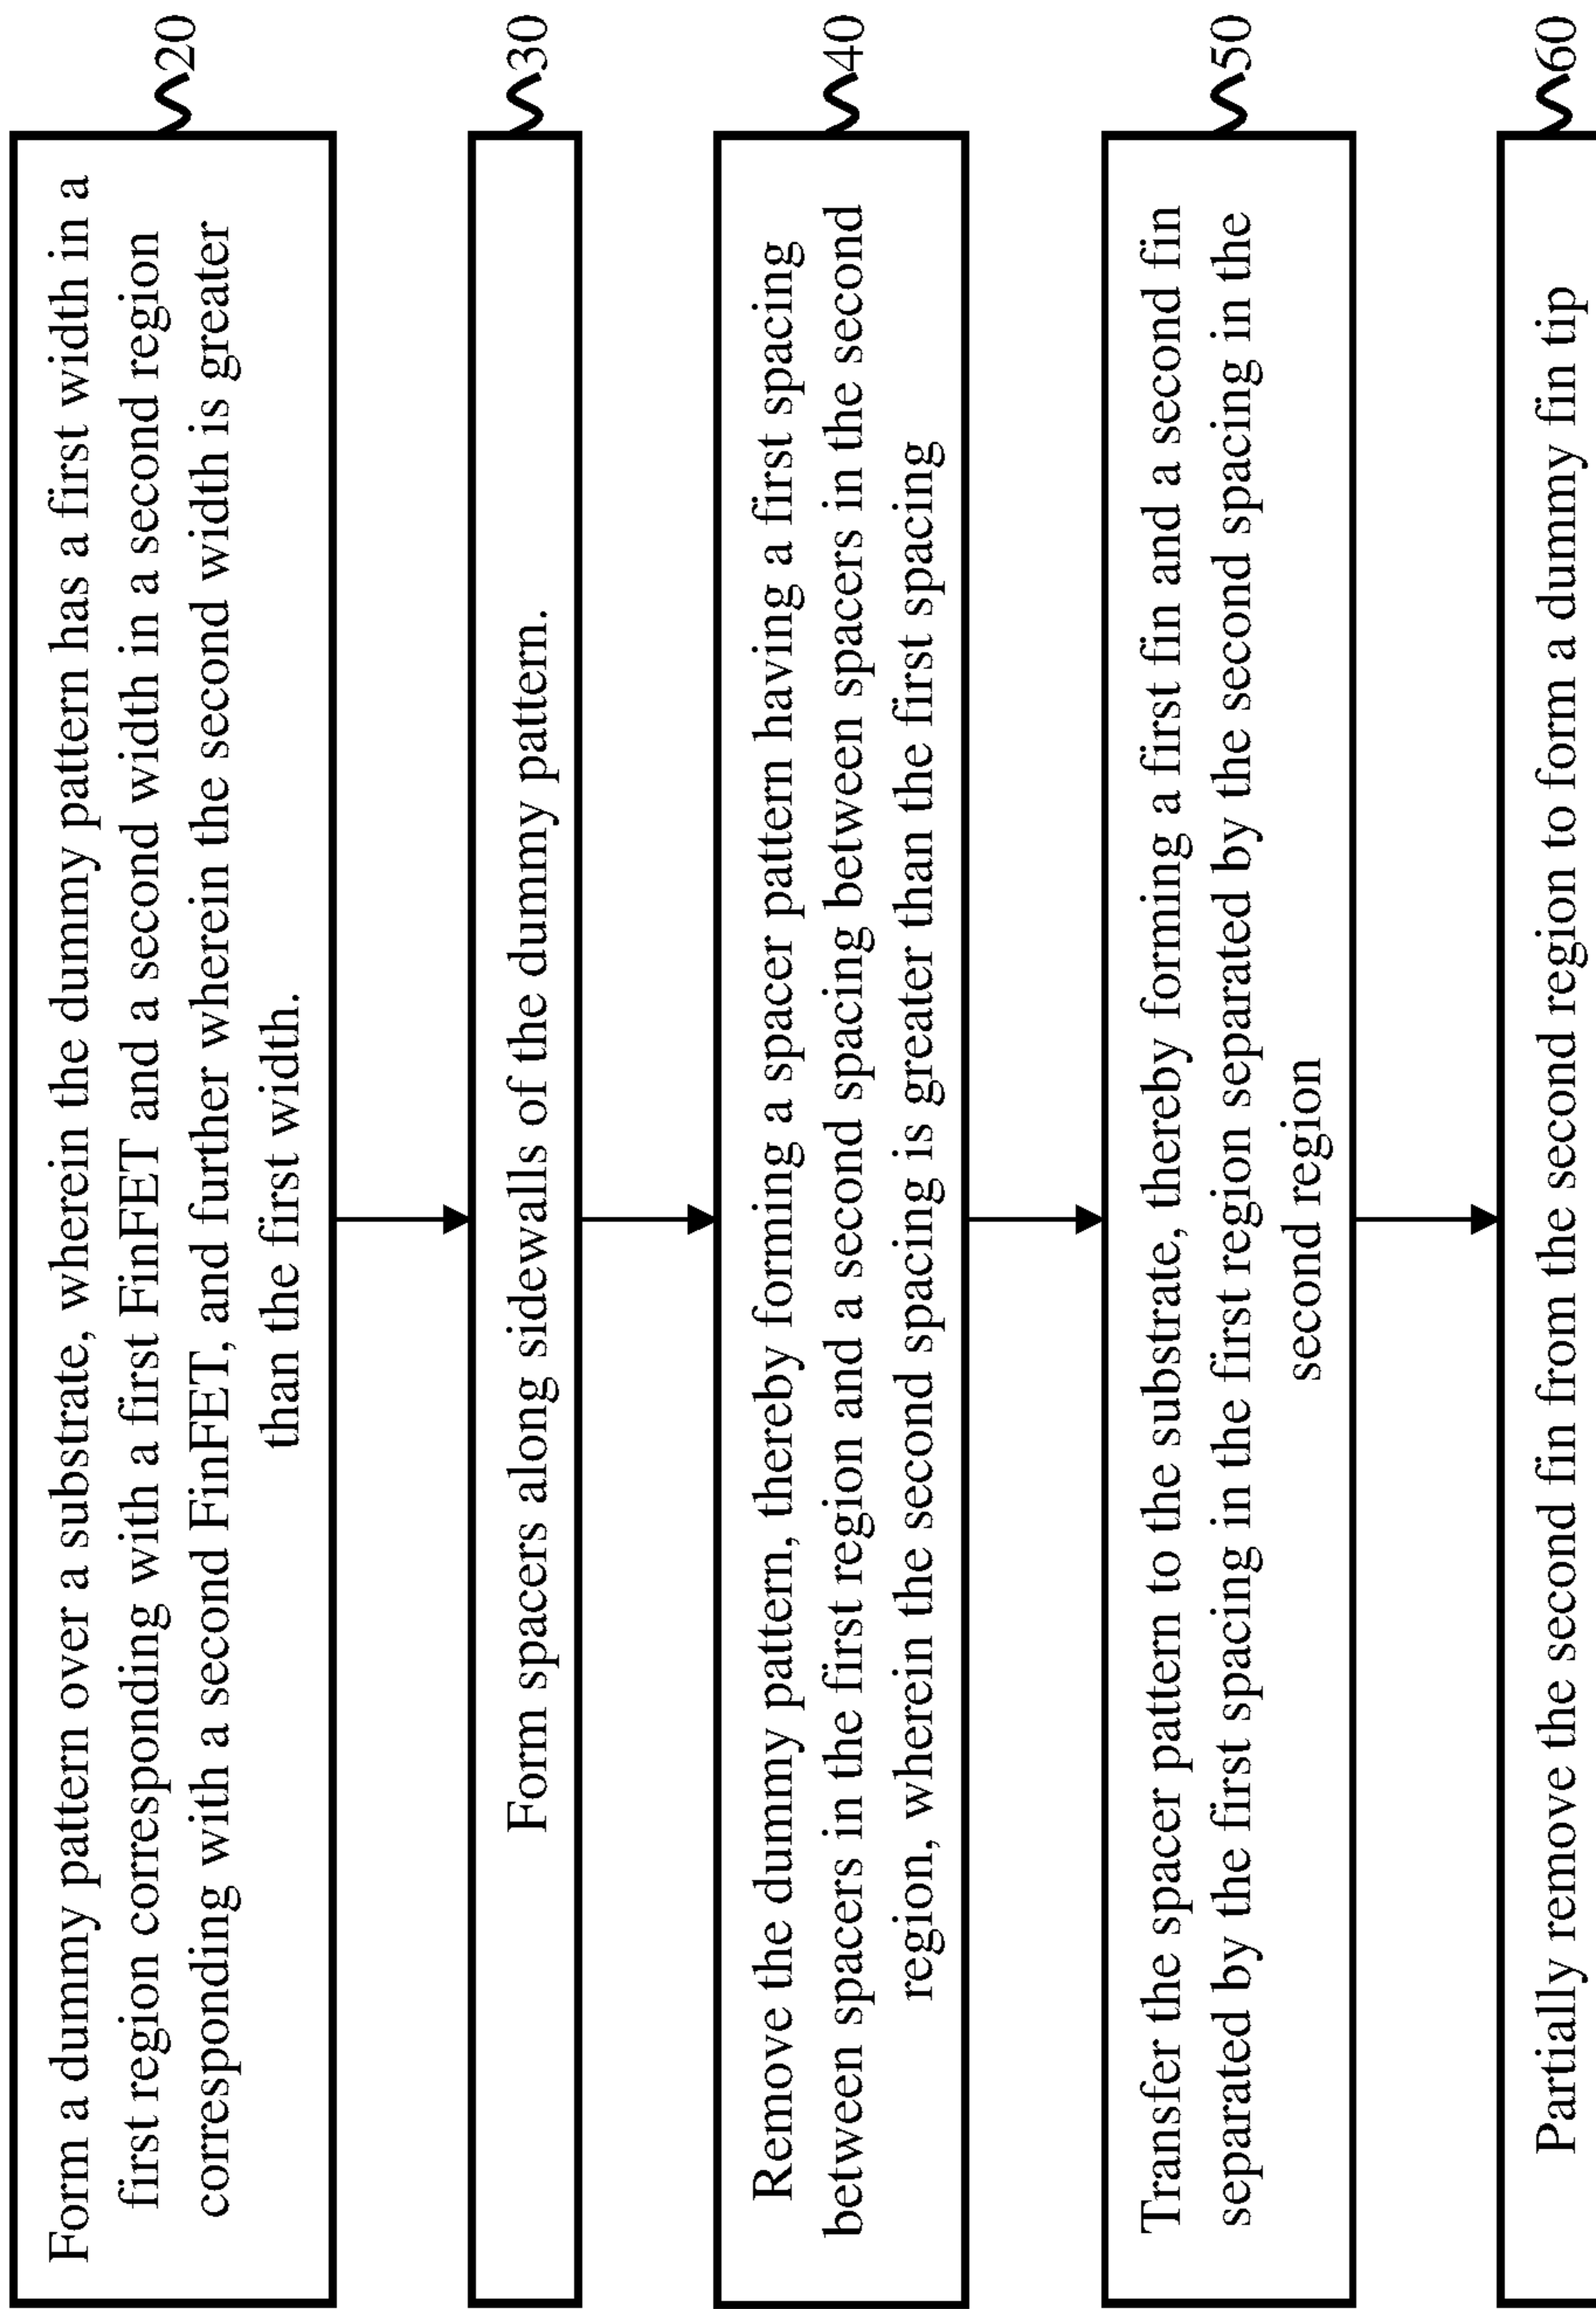 Form a dummy pattern over a substrate, wherein the dummy pattern has a first width in a
first region corresponding with a first FinFET and a second width in a second region
corresponding with a second FinFET, and further wherein the second width is greater
than the first width.
20
Form spacers along sidewalls of the dummy pattern.
30
Remove the dummy pattern, thereby forming a spacer pattern having a first spacing
between spacers in the first region and a second spacing between spacers in the second
region, wherein the second spacing is greater than the first spacing
40
Transfer the spacer pattern to the substrate, thereby forming a first fin and a second fin
separated by the first spacing in the first region separated by the second spacing in the
second region
50
Partially remove the second fin from the second region to form a dummy fin tip
60